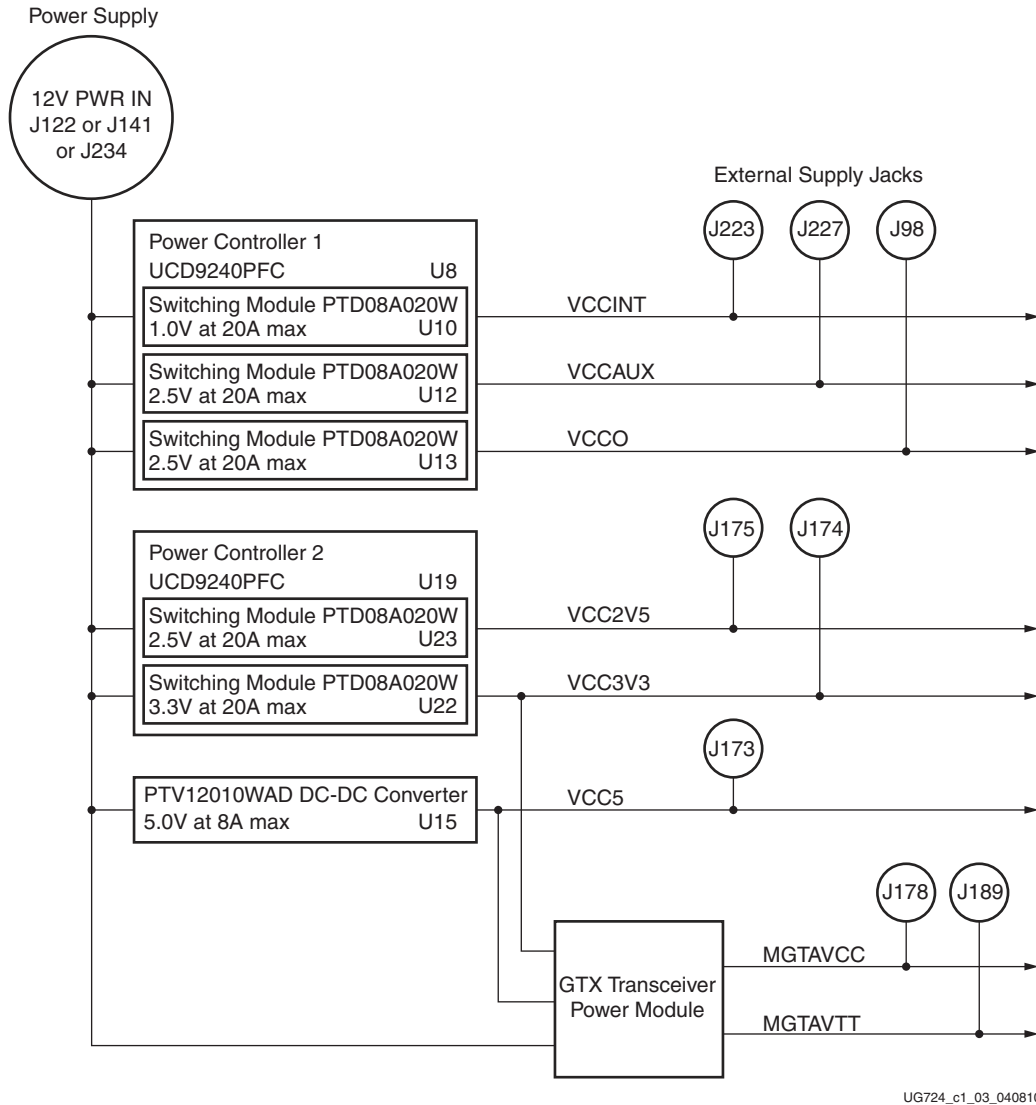 Power Supply
12V PWR IN
J122 or J141
or J234
External Supply Jacks
J223
J227
J98
Power Controller 1
UCD9240PFC U8
Switching Module PTD08A020W
1.0V at 20A max U10
VCCINT
Switching Module PTD08A020W
2.5V at 20A max U12
VCCAUX
Switching Module PTD08A020W
2.5V at 20A max U13
VCCO
J175
J174
Power Controller 2
UCD9240PFC U19
Switching Module PTD08A020W
2.5V at 20A max U23
VCC2V5
Switching Module PTD08A020W
3.3V at 20A max U22
VCC3V3
J173
PTV12010WAD DC-DC Converter
5.0V at 8A max U15
VCC5
J178
J189
GTX Transceiver
Power Module
MGTAVCC
MGTAVTT
UG724_c1_03_040810